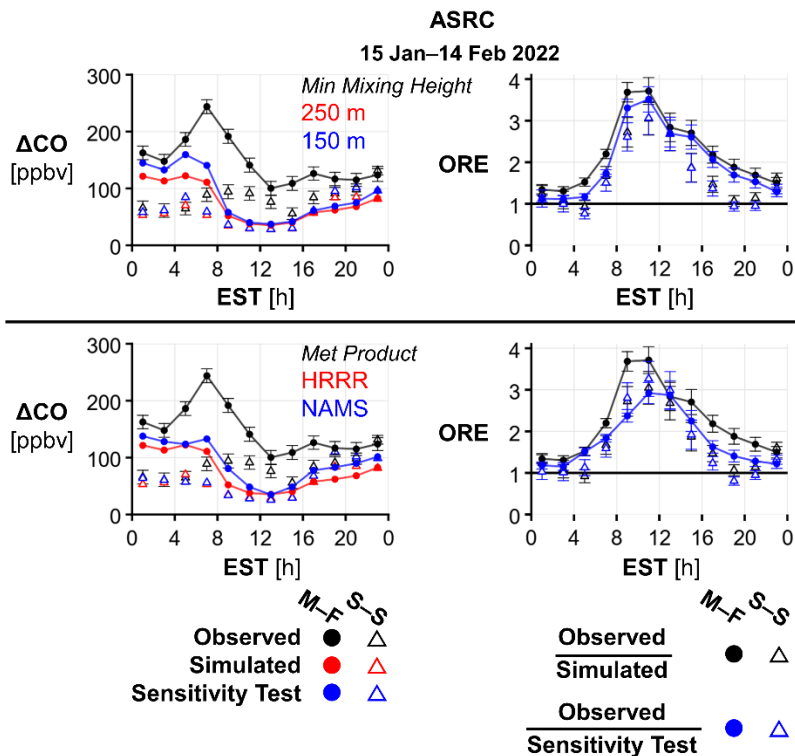 ASRC
15 Jan–14 Feb 2022
300
200
100
0
ΔCO
[ppbv]
Min Mixing Height
250 m
150 m
0 4 8 12 16 20 0
EST [h]
4
3
2
1
0
ORE
0 4 8 12 16 20 0
EST [h]
300
200
100
0
ΔCO
[ppbv]
Met Product
HRRR
NAMS
0 4 8 12 16 20 0
EST [h]
4
3
2
1
0
ORE
0 4 8 12 16 20 0
EST [h]
M–F S–S
Observed
Simulated
Sensitivity Test
M–F S–S
Observed
Simulated
Observed
Sensitivity Test